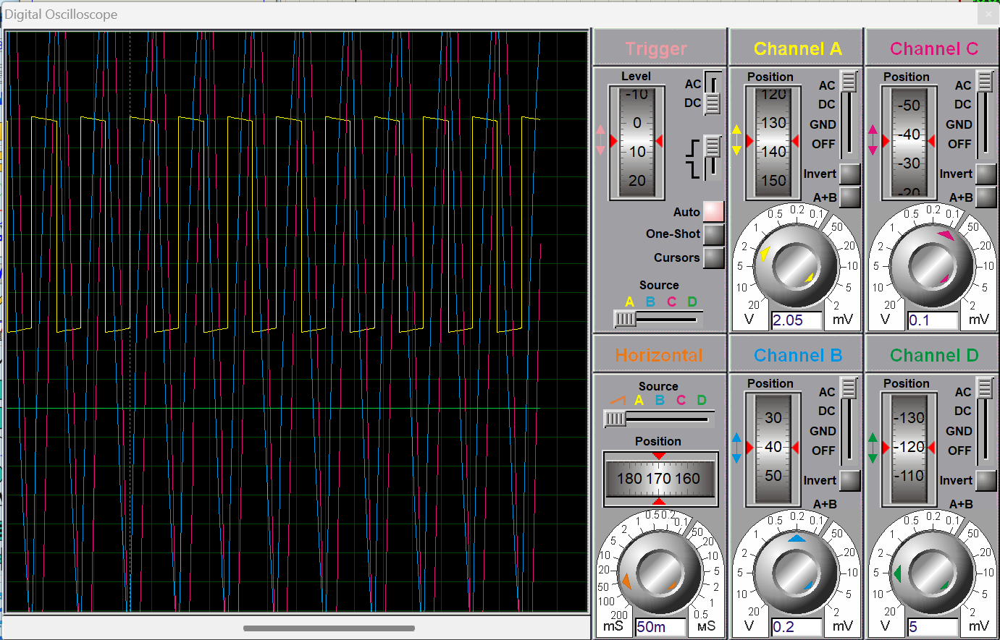 Digital Oscilloscope
Trigger
Level
-10
0
10
20
AC
DC
Auto
One-Shot
Cursors
Source
A B C D
Channel A
Position
120
130
140
150
AC
DC
GND
OFF
Invert
A+B
0.2
0.5 0.1
1 50
2 20
5 10
10 5
20 2
V 2.05 mV
Channel C
Position
-50
-40
-30
-20
AC
DC
GND
OFF
Invert
A+B
0.2
0.5 0.1
1 50
2 20
5 10
10 5
20 2
V 0.1 mV
Horizontal
Source
A B C D
Position
180 170 160
0.5 0.2
1 0.1
2 50
5 20
10 10
20 5
50 2
100 1
200 0.5
mS 50m мS
Channel B
Position
30
40
50
AC
DC
GND
OFF
Invert
A+B
0.2
0.5 0.1
1 50
2 20
5 10
10 5
20 2
V 0.2 mV
Channel D
Position
-130
-120
-110
AC
DC
GND
OFF
Invert
A+B
0.2
0.5 0.1
1 50
2 20
5 10
10 5
20 2
V 5 mV